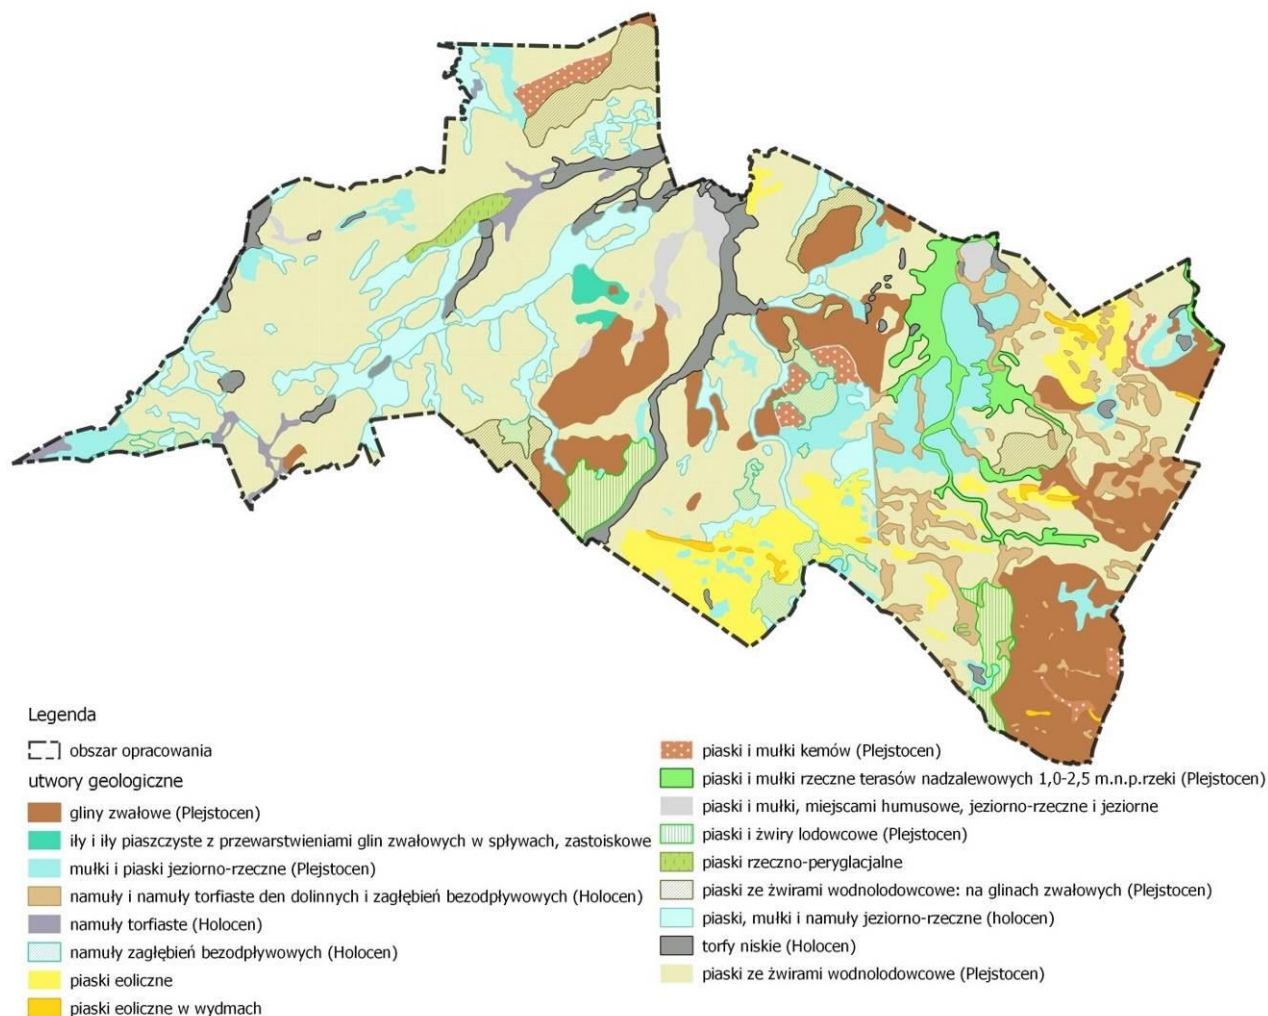 Legenda
obszar opracowania
utwory geologiczne
gliny zwałowe (Plejstocen)
iły i iły piaszczyste z przewarstwieniami glin zwałowych w spływach, zastoiskowe
mułki i piaski jeziorno-rzeczne (Plejstocen)
namuły i namuły torfiaste den dolinnych i zagłębień bezodpływowych (Holocen)
namuły torfiaste (Holocen)
namuły zagłębień bezodpływowych (Holocen)
piaski eoliczne
piaski eoliczne w wydmach
piaski i mułki kemów (Plejstocen)
piaski i mułki rzeczne terasów nadzalewowych 1,0-2,5 m.n.p.rzeki (Plejstocen)
piaski i mułki, miejscami humusowe, jeziorno-rzeczne i jeziorne
piaski i żwiry lodowcowe (Plejstocen)
piaski rzeczno-peryglacjalne
piaski ze żwirami wodnolodowcowe: na glinach zwałowych (Plejstocen)
piaski, mułki i namuły jeziorno-rzeczne (holocen)
torfy niskie (Holocen)
piaski ze żwirami wodnolodowcowe (Plejstocen)